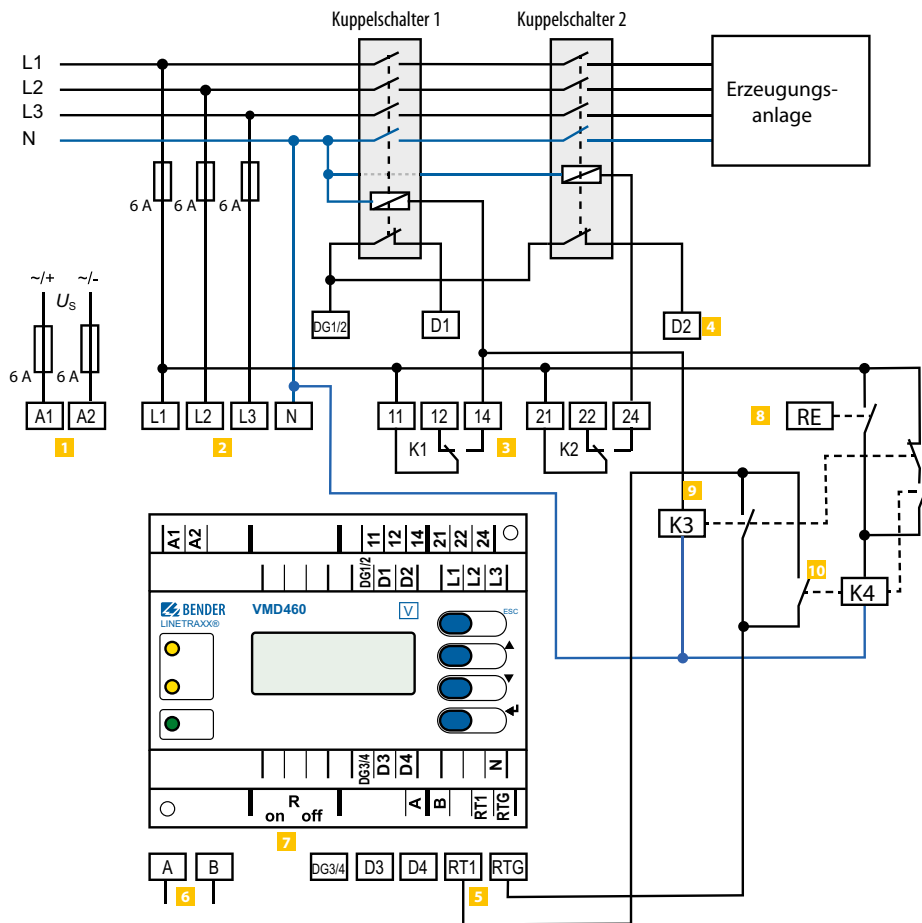 Kuppelschalter 1
Kuppelschalter 2
L1
L2
L3
N
Erzeugungs-
anlage
6 A
6 A
6 A
~/+
~/-
US
6 A
6 A
DG1/2
D1
D2
4
A1
A2
L1
L2
L3
N
11
12
14
21
22
24
1
2
K1
3
K2
8
RE
9
K3
10
K4
A1
A2
11
12
14
21
22
24
DG1/2
D1
D2
L1
L2
L3
BENDER
LINETRAXX®
VMD460
V
ESC
DG3/4
D3
D4
N
R
on off
A
B
RT1
RTG
7
A
B
DG3/4
D3
D4
RT1
RTG
6
5